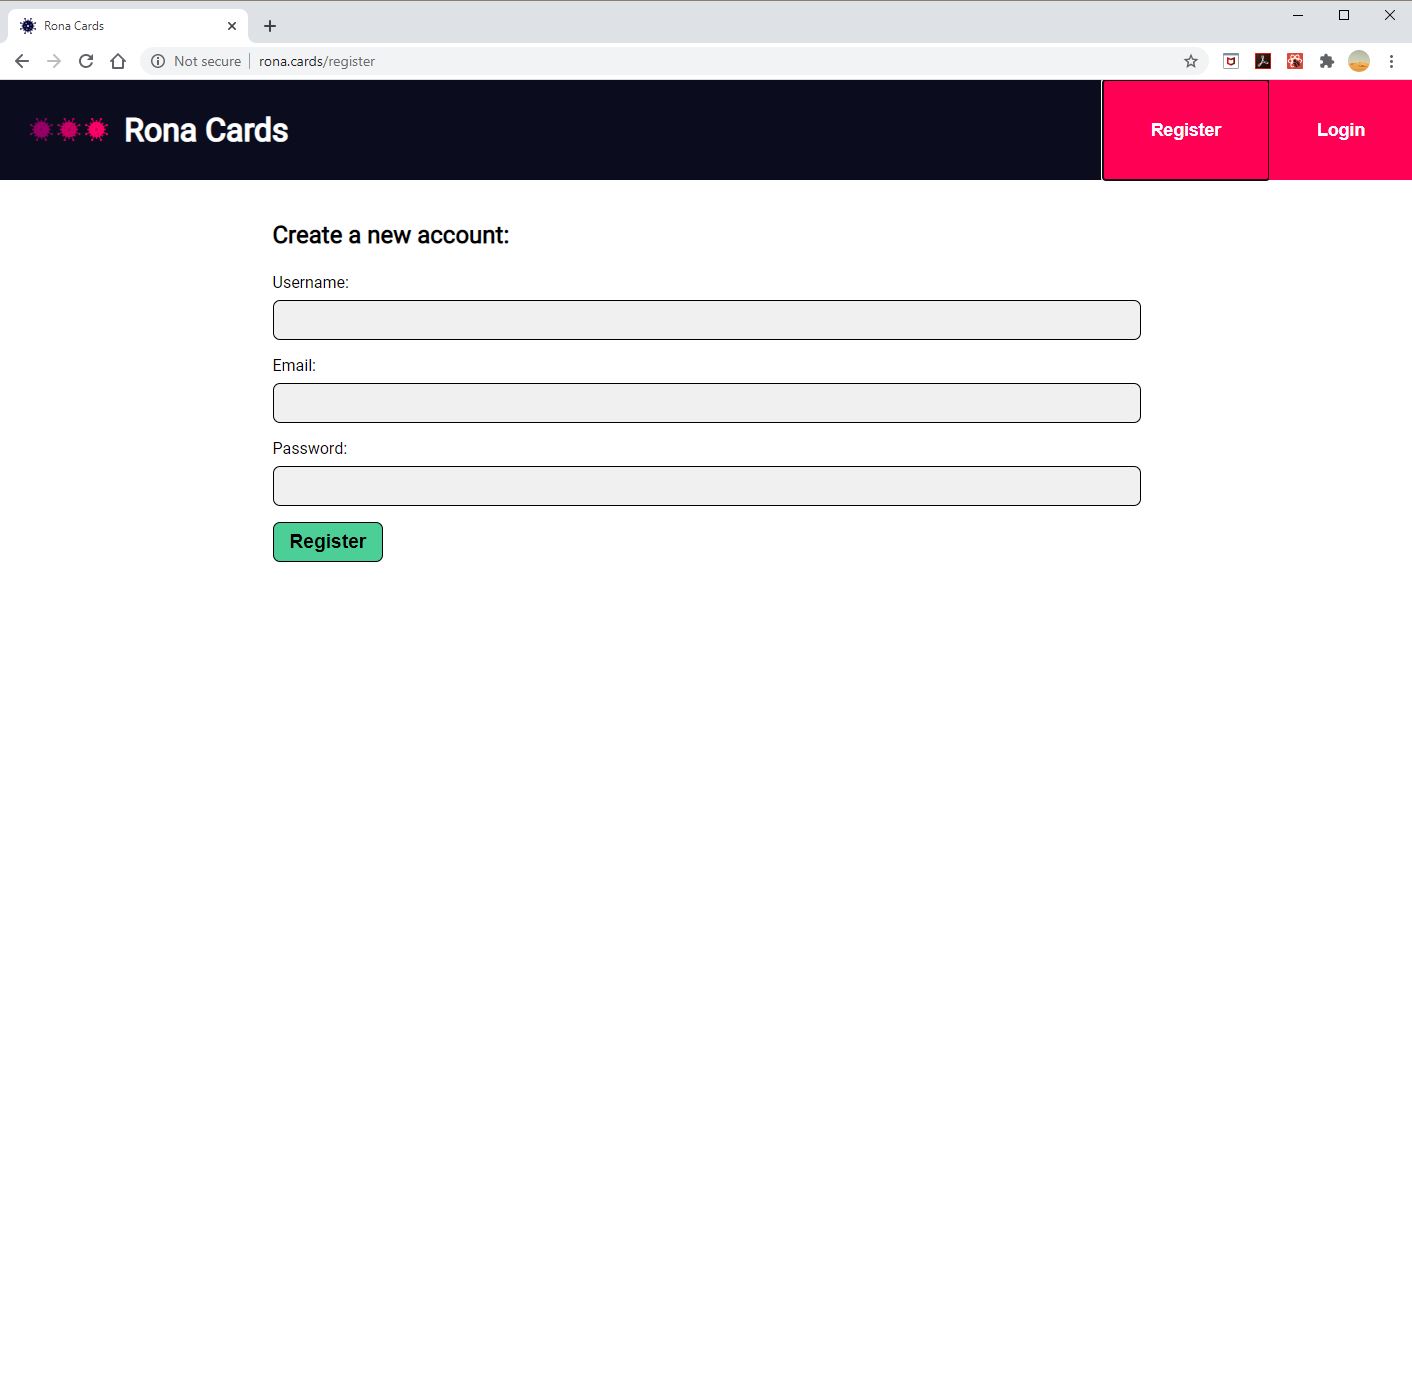 Rona Cards
Not secure rona.cards/register
Rona Cards
Register
Login
Create a new account:
Username:
Email:
Password:
Register